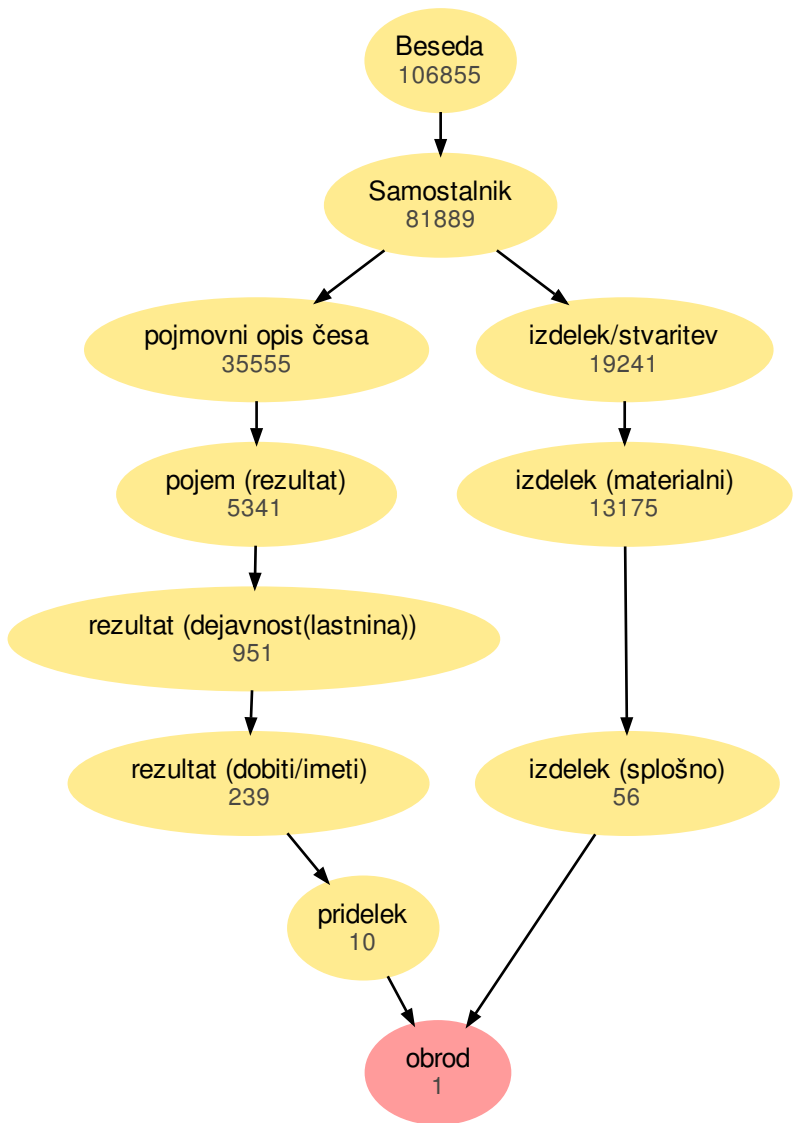 Beseda
106855
Samostalnik
81889
pojmovni opis česa
35555
izdelek/stvaritev
19241
pojem (rezultat)
5341
izdelek (materialni)
13175
rezultat (dejavnost(lastnina))
951
rezultat (dobiti/imeti)
239
izdelek (splošno)
56
pridelek
10
obrod
1